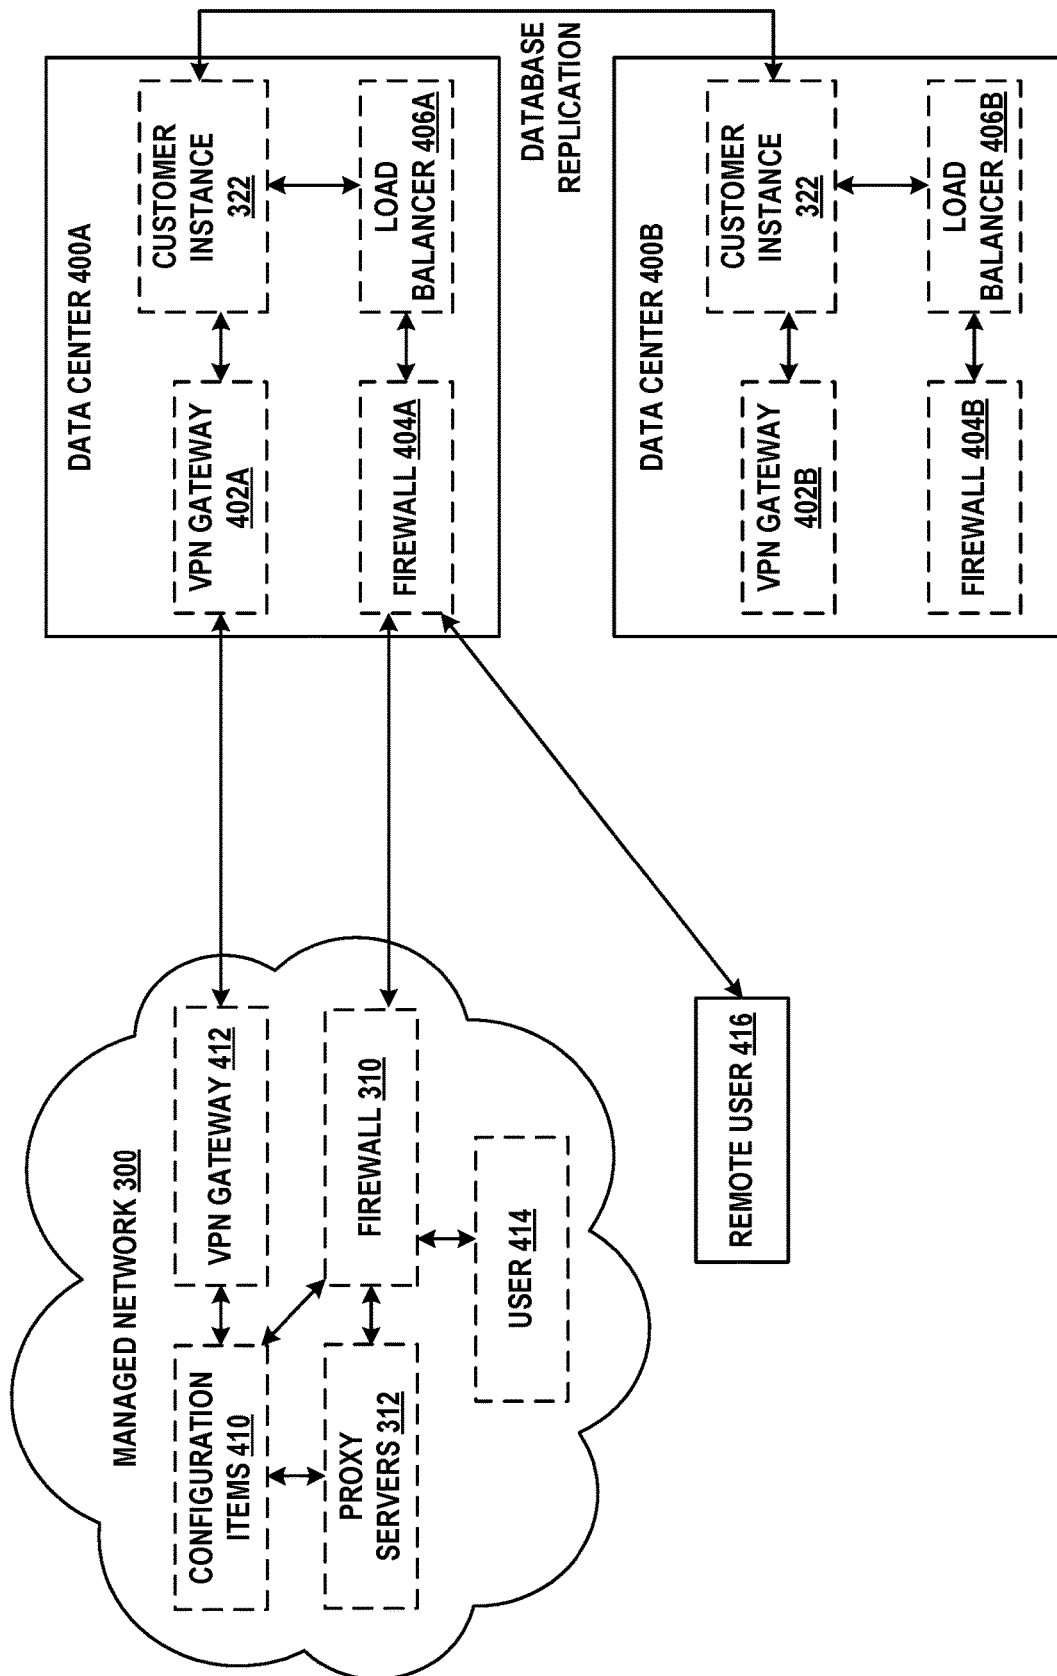 MANAGED NETWORK 300
CONFIGURATION
ITEMS 410
VPN GATEWAY 412
PROXY
SERVERS 312
FIREWALL 310
USER 414
REMOTE USER 416
DATA CENTER 400A
VPN GATEWAY
402A
CUSTOMER
INSTANCE
322
FIREWALL 404A
LOAD
BALANCER 406A
DATABASE
REPLICATION
DATA CENTER 400B
VPN GATEWAY
402B
CUSTOMER
INSTANCE
322
FIREWALL 404B
LOAD
BALANCER 406B